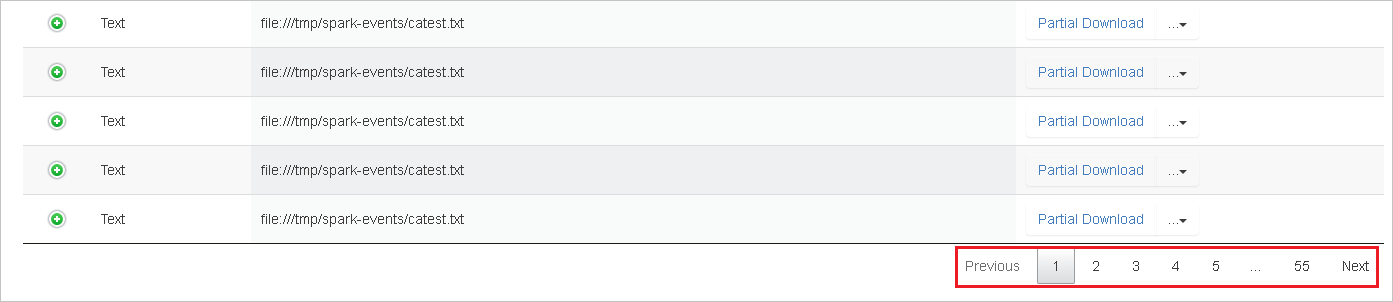 Text file:///tmp/spark-events/catest.txt Partial Download ...
Text file:///tmp/spark-events/catest.txt Partial Download ...
Text file:///tmp/spark-events/catest.txt Partial Download ...
Text file:///tmp/spark-events/catest.txt Partial Download ...
Text file:///tmp/spark-events/catest.txt Partial Download ...
Previous 1 2 3 4 5 ... 55 Next